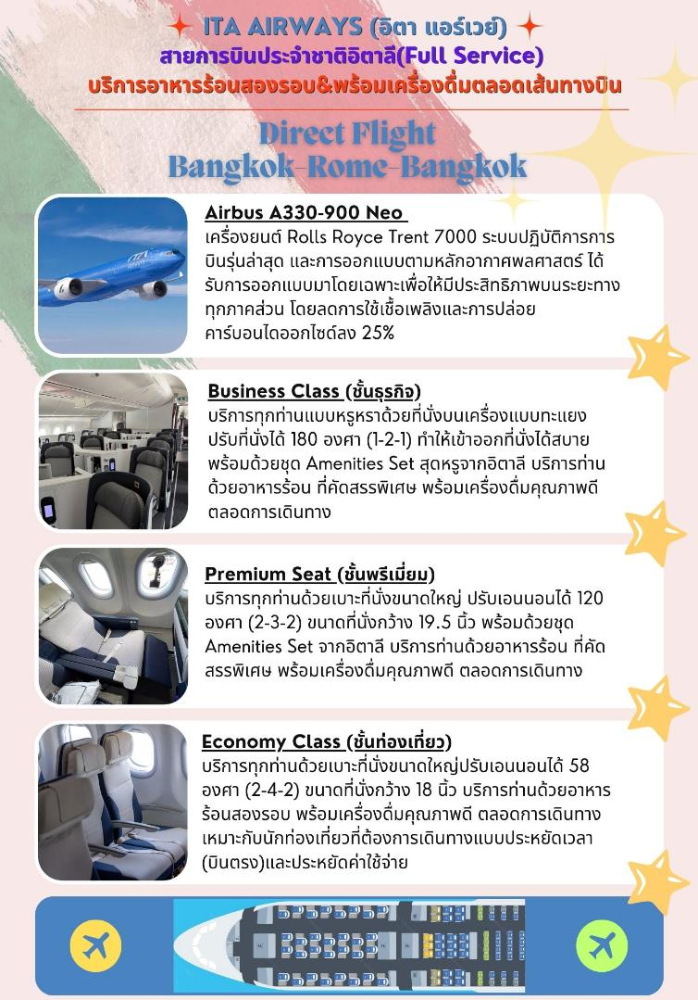 ITA AIRWAYS (อิตา แอร์เวย์)
สายการบินประจำชาติอิตาลี(Full Service)
บริการอาหารร้อนสองรอบ&พร้อมเครื่องดื่มตลอดเส้นทางบิน
Direct Flight
Bangkok-Rome-Bangkok
Airbus A330-900 Neo
เครื่องยนต์ Rolls Royce Trent 7000 ระบบปฏิบัติการการ
บินรุ่นล่าสุด และการออกแบบตามหลักอากาศพลศาสตร์ ได้
รับการออกแบบมาโดยเฉพาะเพื่อให้มีประสิทธิภาพบนระยะทาง
ทุกภาคส่วน โดยลดการใช้เชื้อเพลิงและการปล่อย
คาร์บอนไดออกไซด์ลง 25%
Business Class (ชั้นธุรกิจ)
บริการทุกท่านแบบหรูหราด้วยที่นั่งบนเครื่องแบบทะแยง
ปรับที่นั่งได้ 180 องศา (1-2-1) ทำให้เข้าออกที่นั่งได้สบาย
พร้อมด้วยชุด Amenities Set สุดหรูจากอิตาลี บริการท่าน
ด้วยอาหารร้อน ที่คัดสรรพิเศษ พร้อมเครื่องดื่มคุณภาพดี
ตลอดการเดินทาง
Premium Seat (ชั้นพรีเมี่ยม)
บริการทุกท่านด้วยเบาะที่นั่งขนาดใหญ่ ปรับเอนนอนได้ 120
องศา (2-3-2) ขนาดที่นั่งกว้าง 19.5 นิ้ว พร้อมด้วยชุด
Amenities Set จากอิตาลี บริการท่านด้วยอาหารร้อน ที่คัด
สรรพิเศษ พร้อมเครื่องดื่มคุณภาพดี ตลอดการเดินทาง
Economy Class (ชั้นท่องเที่ยว)
บริการทุกท่านด้วยเบาะที่นั่งขนาดใหญ่ปรับเอนนอนได้ 58
องศา (2-4-2) ขนาดที่นั่งกว้าง 18 นิ้ว บริการท่านด้วยอาหาร
ร้อนสองรอบ พร้อมเครื่องดื่มคุณภาพดี ตลอดการเดินทาง
เหมาะกับนักท่องเที่ยวที่ต้องการเดินทางแบบประหยัดเวลา
(บินตรง)และประหยัดค่าใช้จ่าย